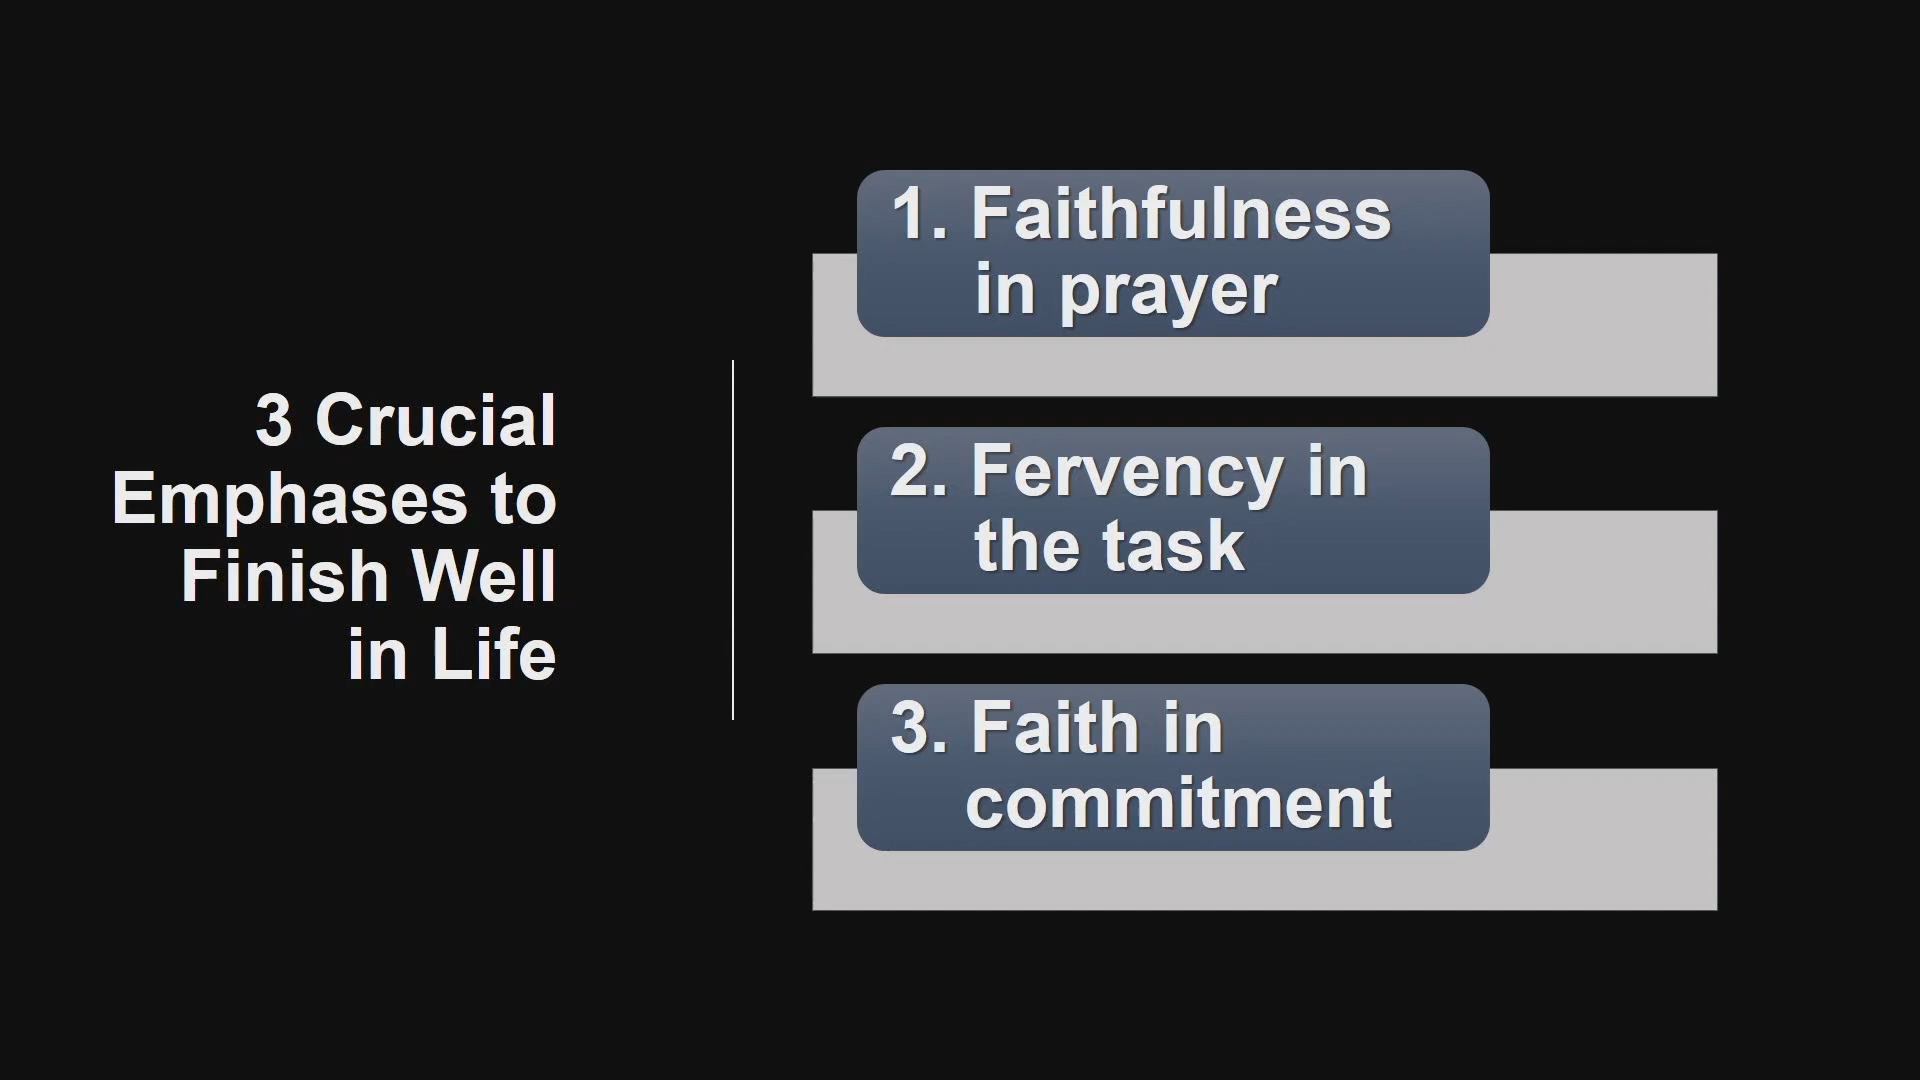 3 Crucial
Emphases to
Finish Well
in Life
1. Faithfulness
in prayer
2. Fervency in
the task
3. Faith in
commitment